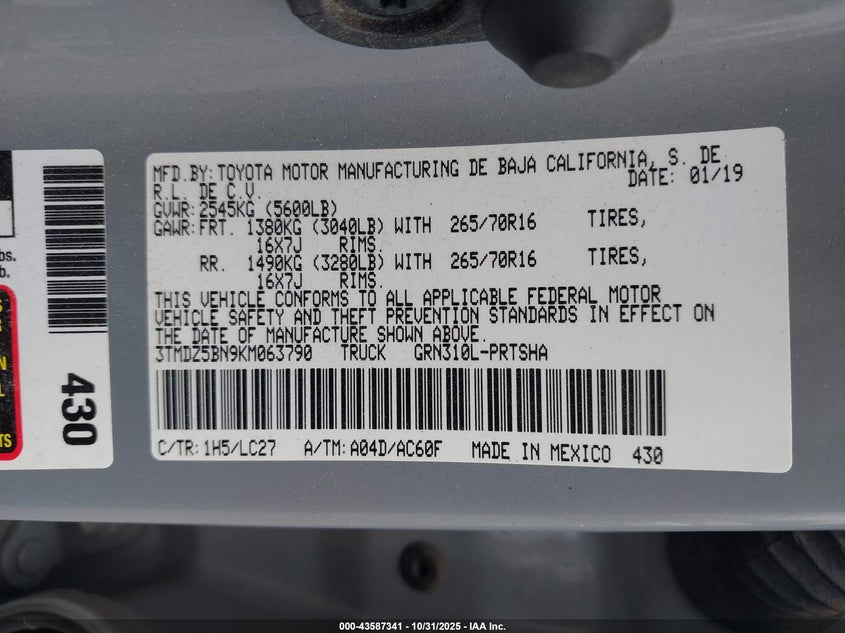 MFD.BY:TOYOTA MOTOR MANUFACTURING DE BAJA CALIFORNIA, S. DE
R.L. DE C.V. DATE: 01/19
GVWR:2545KG (5600LB)
GAWR:FRT. 1380KG (3040LB) WITH 265/70R16 TIRES,
16X7J RIMS.
RR. 1490KG (3280LB) WITH 265/70R16 TIRES,
16X7J RIMS.
THIS VEHICLE CONFORMS TO ALL APPLICABLE FEDERAL MOTOR
VEHICLE SAFETY AND THEFT PREVENTION STANDARDS IN EFFECT ON
THE DATE OF MANUFACTURE SHOWN ABOVE.
3TMDZ5BN9KM063790 TRUCK GRN310L-PRTSHA
C/TR:1H5/LC27 A/TM:A04D/AC60F MADE IN MEXICO 430
430
bs.
b.
000-43587341 / 10/31/2025 - IAA Inc.